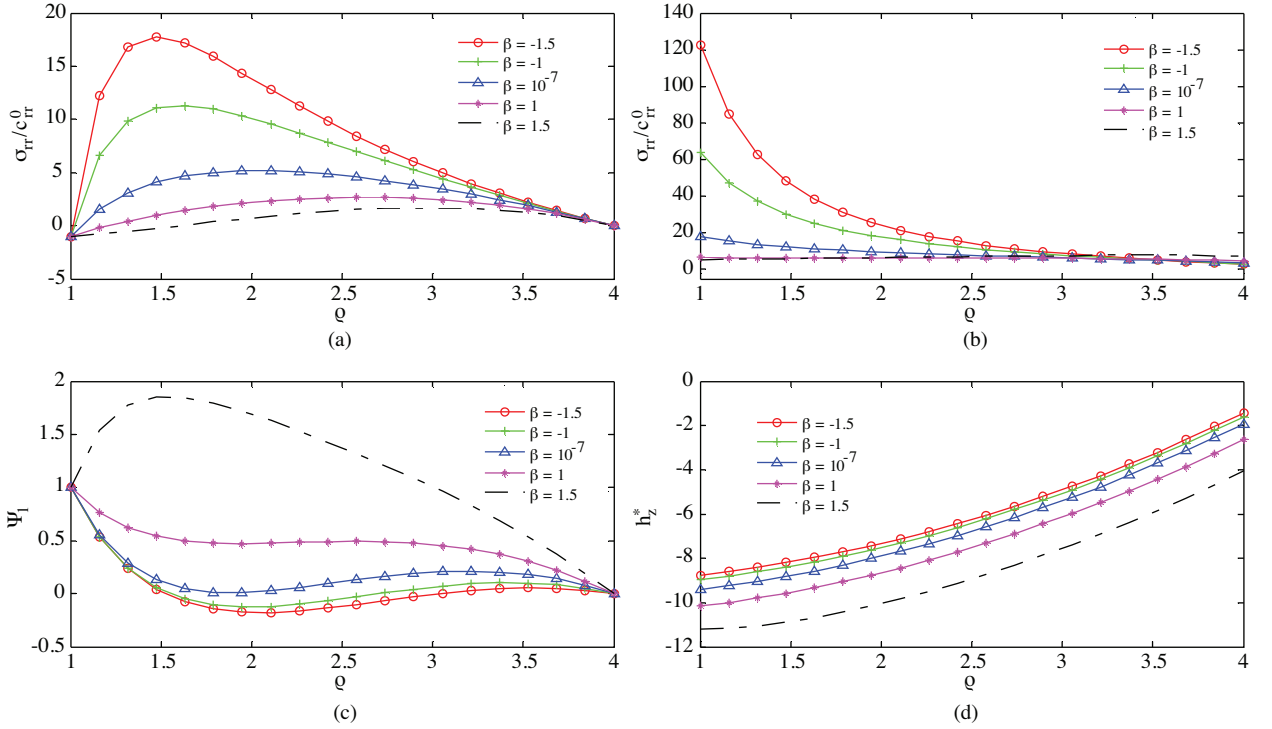 20
15
10
5
0
-5
σrr/c⁰rr
β = -1.5
β = -1
β = 10⁻⁷
β = 1
β = 1.5
1 1.5 2 2.5 3 3.5 4
ϱ
(a)
140
120
100
80
60
40
20
0
σrr/c⁰rr
β = -1.5
β = -1
β = 10⁻⁷
β = 1
β = 1.5
1 1.5 2 2.5 3 3.5 4
ϱ
(b)
2
1.5
1
0.5
0
-0.5
Ψ₁
β = -1.5
β = -1
β = 10⁻⁷
β = 1
β = 1.5
1 1.5 2 2.5 3 3.5 4
ϱ
(c)
0
-2
-4
-6
-8
-10
-12
h*z
β = -1.5
β = -1
β = 10⁻⁷
β = 1
β = 1.5
1 1.5 2 2.5 3 3.5 4
ϱ
(d)